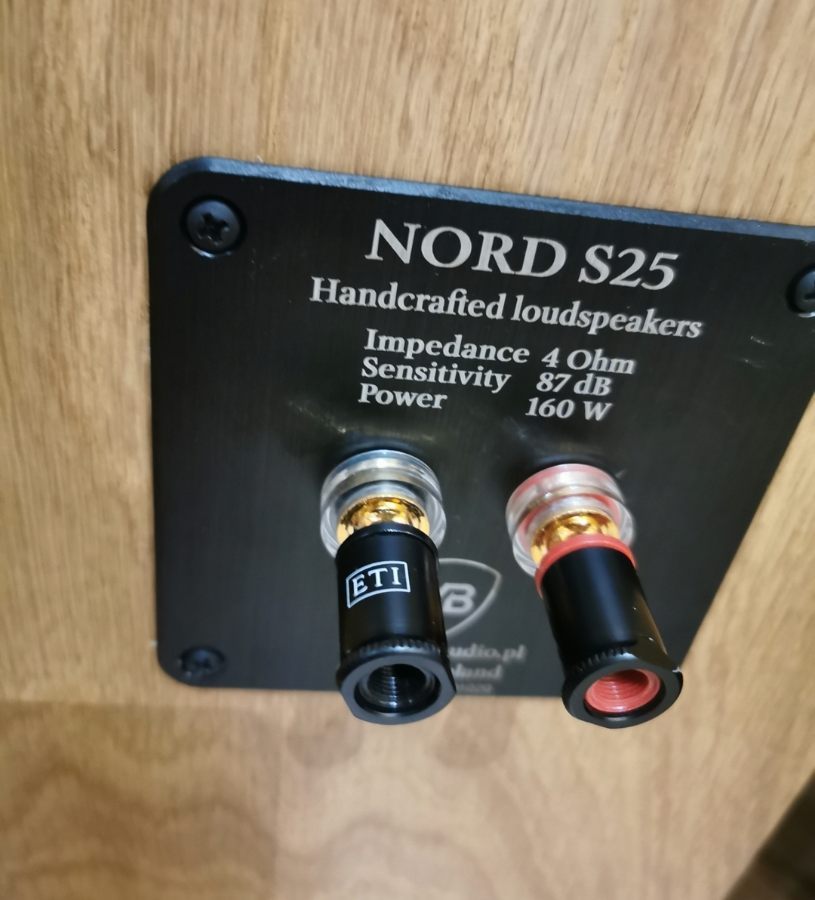 NORD S25
Handcrafted loudspeakers
Impedance 4 Ohm
Sensitivity 87 dB
Power 160 W
ETI